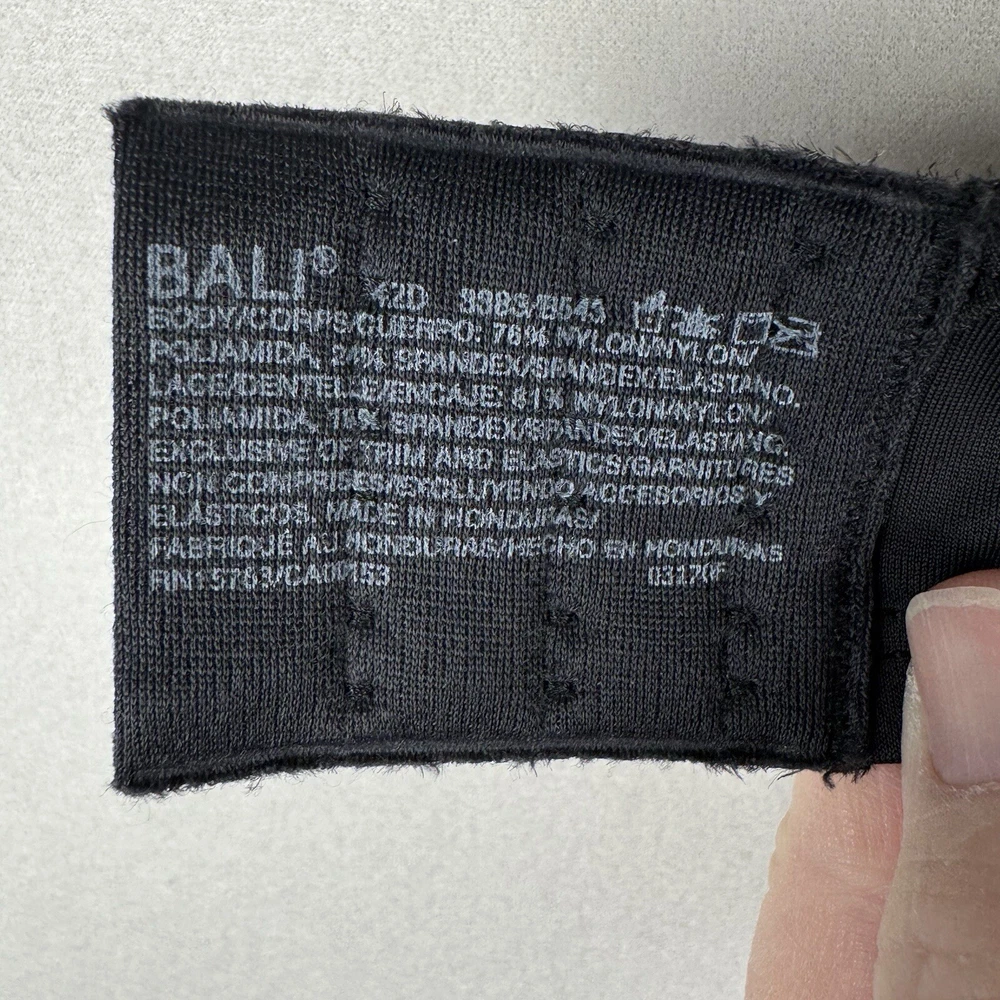 BALI® 42D
BODY/CORPS/CUERPO: 76% NYLON/NYLON/
POLIAMIDA, 24% SPANDEX/SPANDEX/ELASTANO.
LACE/DENTELLE/ENCAJE: 81% NYLON/NYLON/
POLIAMIDA, 19% SPANDEX/SPANDEX/ELASTANO.
EXCLUSIVE OF TRIM AND ELASTICS/GARNITURES
NON COMPRISES/EXCLUYENDO ACCESORIOS Y
ELÁSTICOS. MADE IN HONDURAS/
FABRIQUÉ AU HONDURAS/HECHO EN HONDURAS